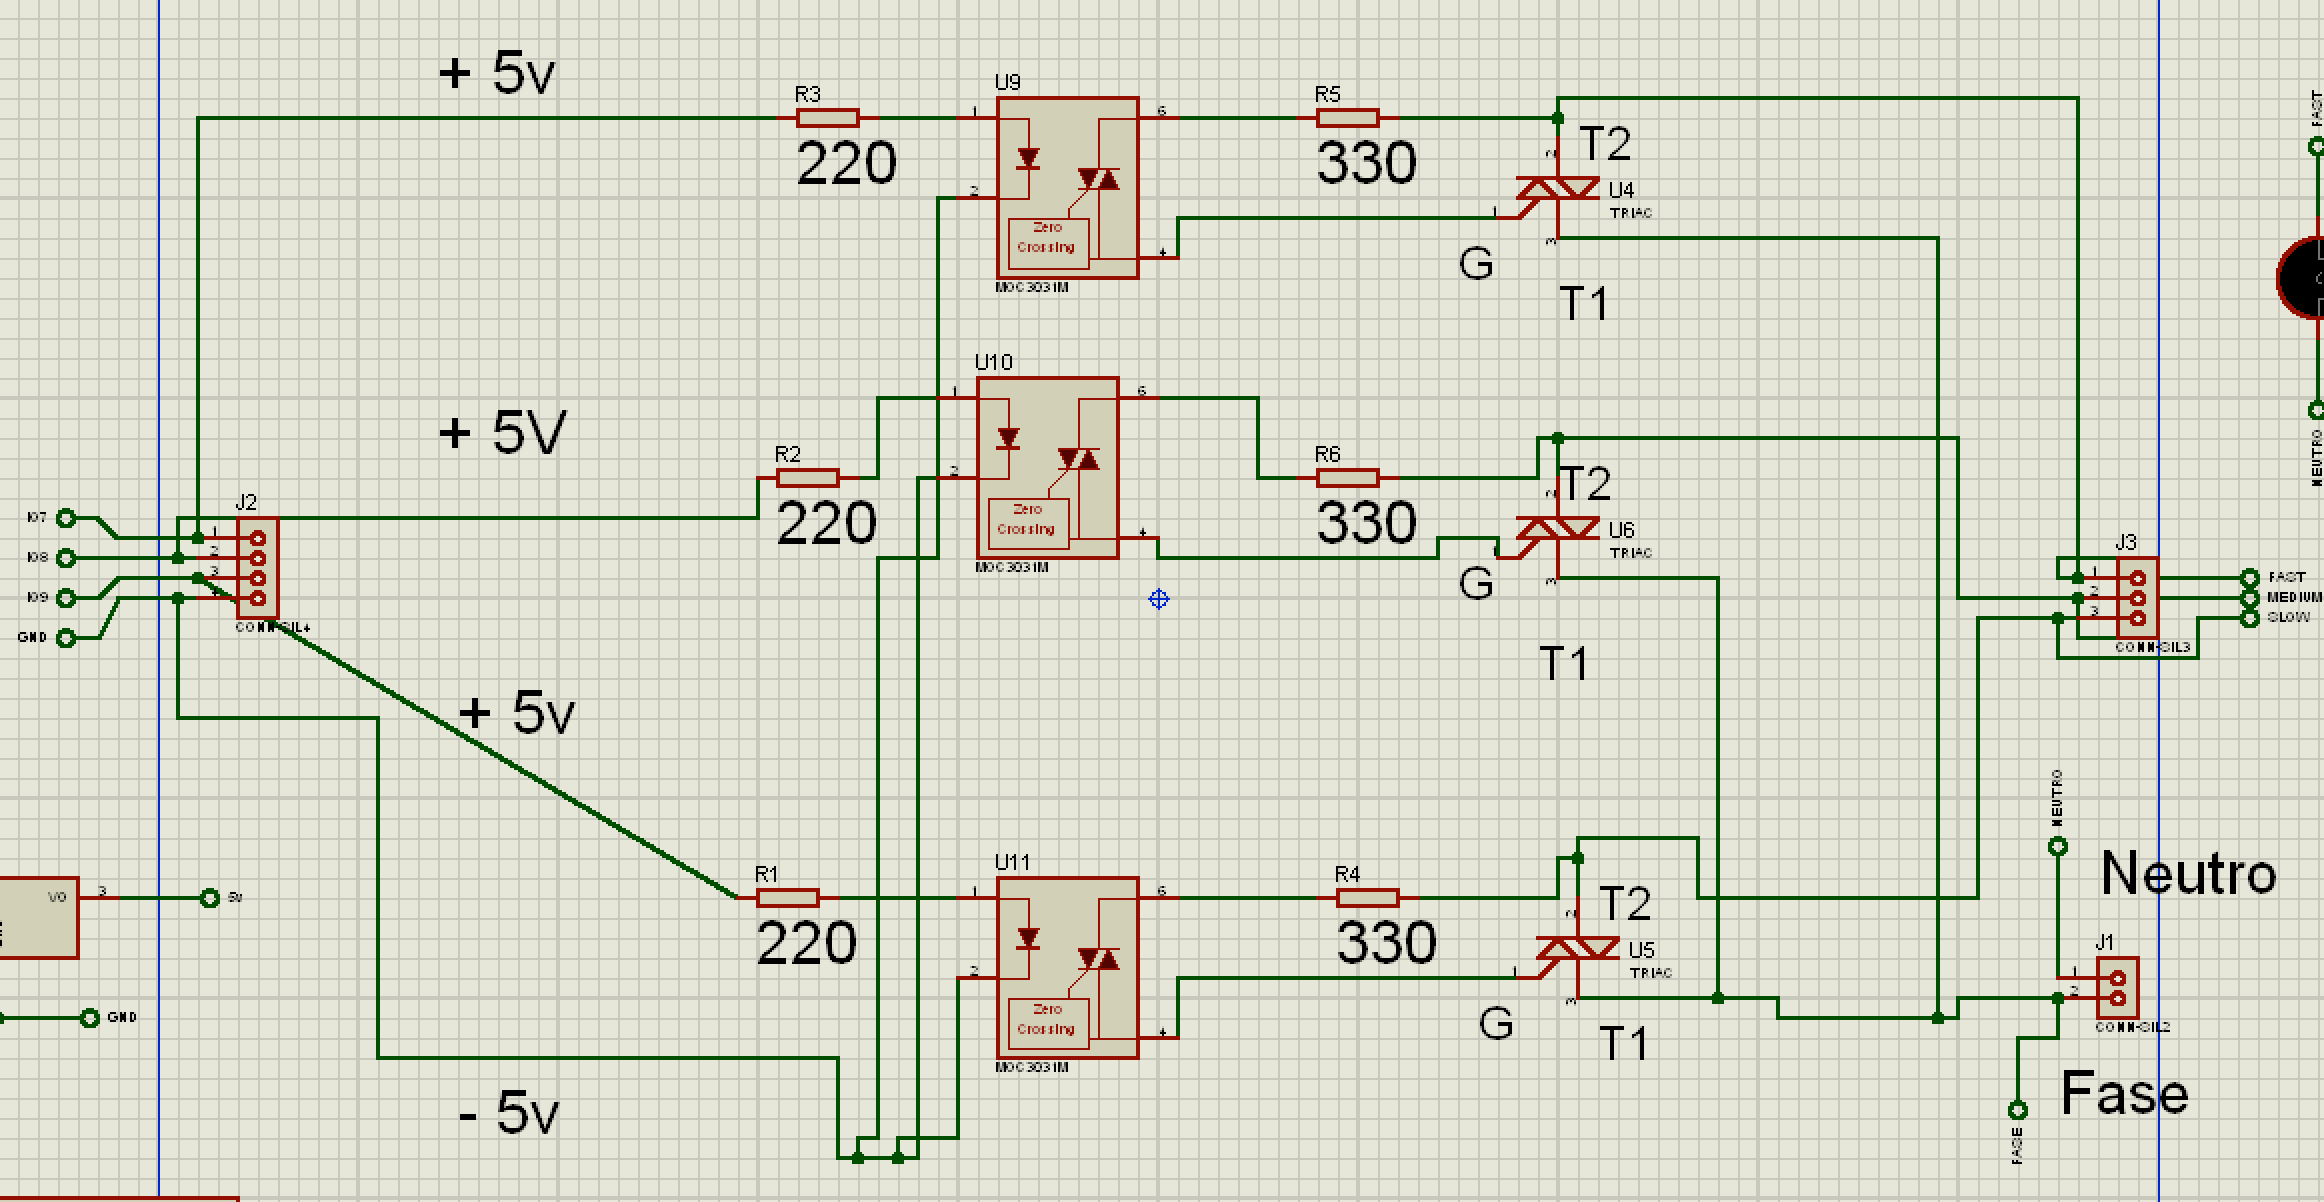 + 5v
R3
220
1
2
U9
Zero
Crossing
MOC3031M
6
4
R5
330
2
T2
U4
TRIAC
1
3
G
T1
FAST
NEUTRO
+ 5V
R2
220
1
2
U10
Zero
Crossing
MOC3031M
6
4
R6
330
2
T2
U6
TRIAC
1
3
G
T1
IO7
IO8
IO9
GND
J2
1
2
3
4
CONN-SIL4
J3
1
2
3
CONN-SIL3
FAST
MEDIUM
SLOW
+ 5v
VO
3
5V
GND
R1
220
1
2
U11
Zero
Crossing
MOC3031M
6
4
R4
330
2
T2
U5
TRIAC
1
3
G
T1
NEUTRO
Neutro
J1
1
2
CONN-SIL2
Fase
FASE
- 5v